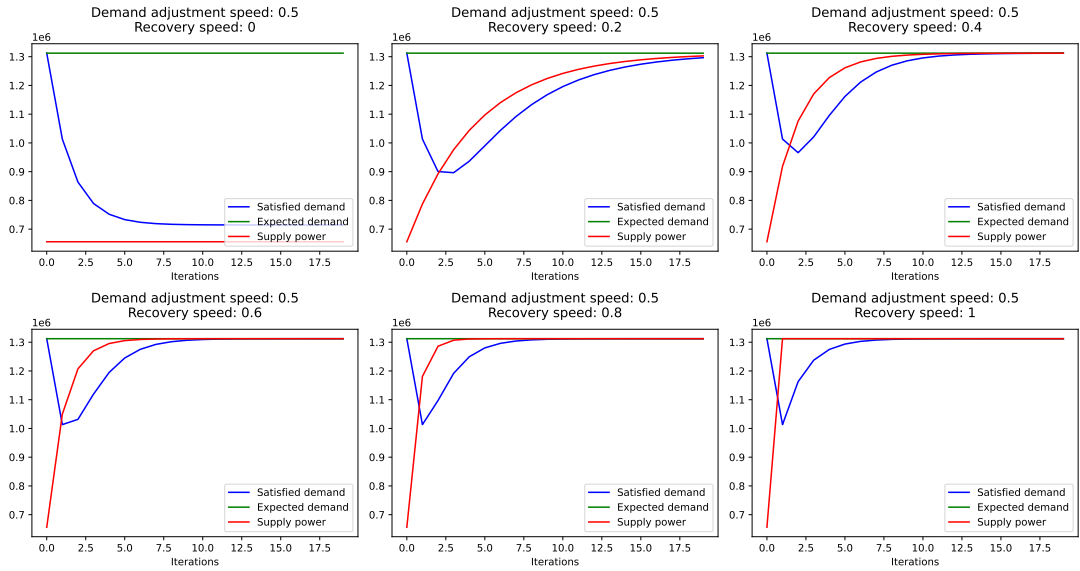 Demand adjustment speed: 0.5
Recovery speed: 0
1e6
1.3
1.2
1.1
1.0
0.9
0.8
0.7
Satisfied demand
Expected demand
Supply power
0.0 2.5 5.0 7.5 10.0 12.5 15.0 17.5
Iterations
Demand adjustment speed: 0.5
Recovery speed: 0.2
1e6
1.3
1.2
1.1
1.0
0.9
0.8
0.7
Satisfied demand
Expected demand
Supply power
0.0 2.5 5.0 7.5 10.0 12.5 15.0 17.5
Iterations
Demand adjustment speed: 0.5
Recovery speed: 0.4
1e6
1.3
1.2
1.1
1.0
0.9
0.8
0.7
Satisfied demand
Expected demand
Supply power
0.0 2.5 5.0 7.5 10.0 12.5 15.0 17.5
Iterations
Demand adjustment speed: 0.5
Recovery speed: 0.6
1e6
1.3
1.2
1.1
1.0
0.9
0.8
0.7
Satisfied demand
Expected demand
Supply power
0.0 2.5 5.0 7.5 10.0 12.5 15.0 17.5
Iterations
Demand adjustment speed: 0.5
Recovery speed: 0.8
1e6
1.3
1.2
1.1
1.0
0.9
0.8
0.7
Satisfied demand
Expected demand
Supply power
0.0 2.5 5.0 7.5 10.0 12.5 15.0 17.5
Iterations
Demand adjustment speed: 0.5
Recovery speed: 1
1e6
1.3
1.2
1.1
1.0
0.9
0.8
0.7
Satisfied demand
Expected demand
Supply power
0.0 2.5 5.0 7.5 10.0 12.5 15.0 17.5
Iterations